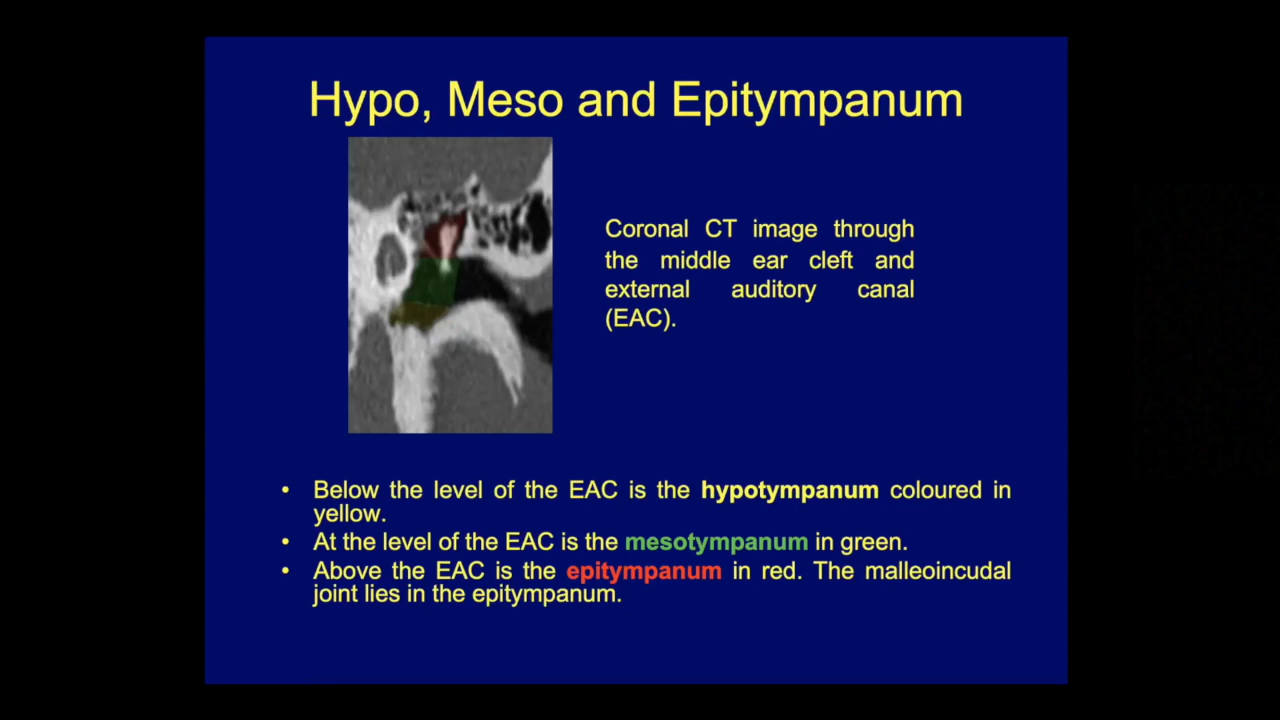 Hypo, Meso and Epitympanum
Coronal CT image through
the middle ear cleft and
external auditory canal
(EAC).
• Below the level of the EAC is the hypotympanum coloured in
yellow.
• At the level of the EAC is the mesotympanum in green.
• Above the EAC is the epitympanum in red. The malleoincudal
joint lies in the epitympanum.